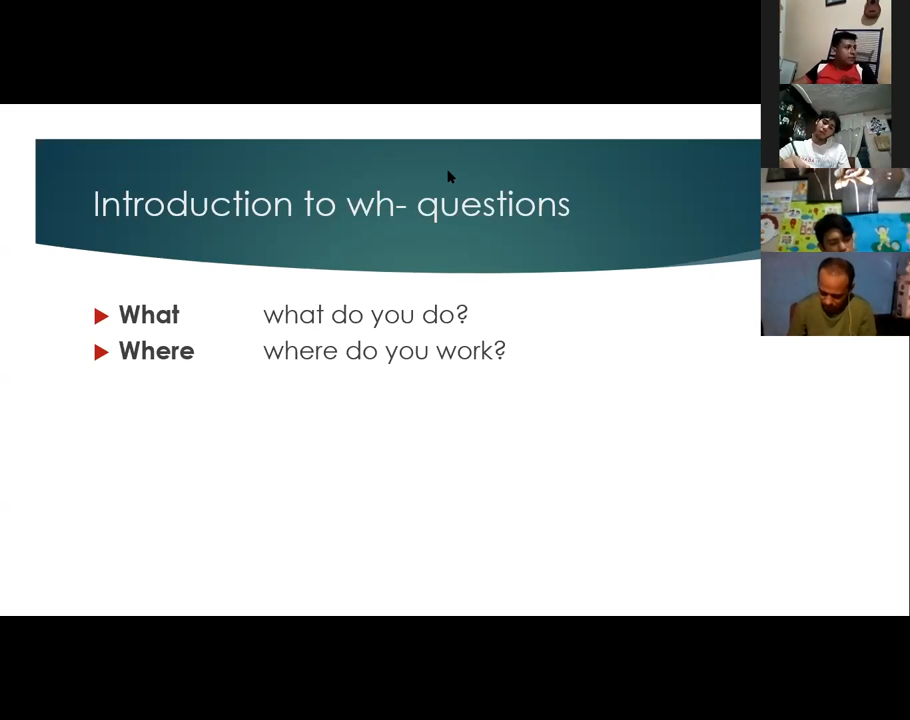 Introduction to wh- questions
What what do you do?
Where where do you work?